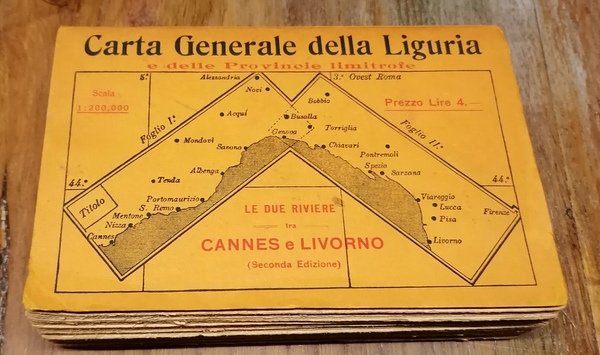 Carta Generale della Liguria
e delle Provincie limitrofe
Scala
1:200,000
5.°
3.° Ovest Roma
Prezzo Lire 4.—
Foglio I.°
Foglio II.°
Alessandria
Novi
Bobbio
Acqui
Busalla
Torriglia
Mondovì
Genova
Savona
Chiavari
Pontremoli
Spezia
Sarzana
Albenga
Tenda
44.°
44.°
Portomaurizio
S. Remo
Mentone
Nizza
Cannes
Titolo
Viareggio
Lucca
Pisa
Firenze
Livorno
LE DUE RIVIERE
tra
CANNES e LIVORNO
(Seconda Edizione)